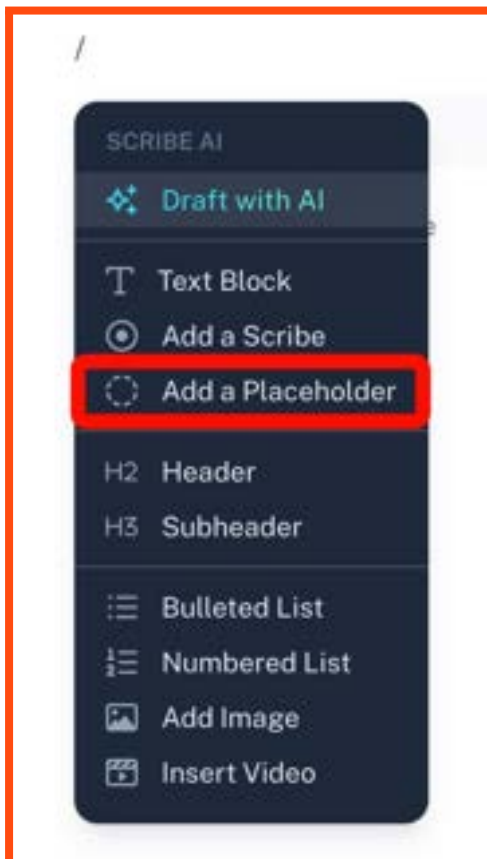 /
SCRIBE AI
Draft with AI
Text Block
Add a Scribe
Add a Placeholder
H2 Header
H3 Subheader
Bulleted List
Numbered List
Add Image
Insert Video